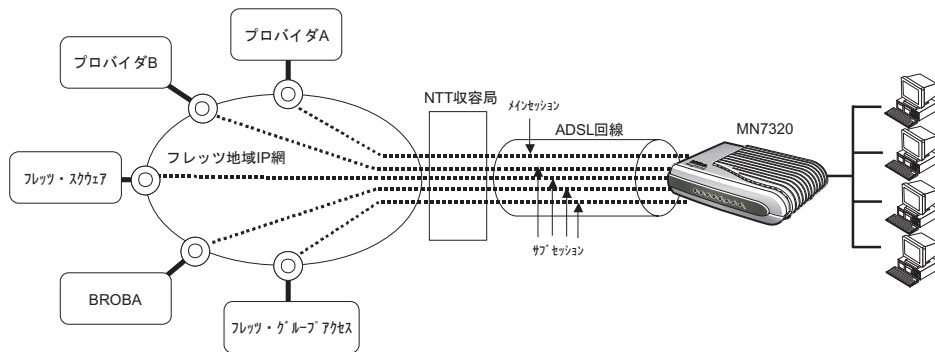 プロバイダA
プロバイダB
NTT収容局
ﾒｲﾝｾｯｼｮﾝ
ADSL回線
MN7320
フレッツ地域IP網
ﾌﾚｯﾂ・ｽｸｳｪｱ
ｻﾌﾞｾｯｼｮﾝ
BROBA
ﾌﾚｯﾂ・ｸﾞﾙｰﾌﾟｱｸｾｽ